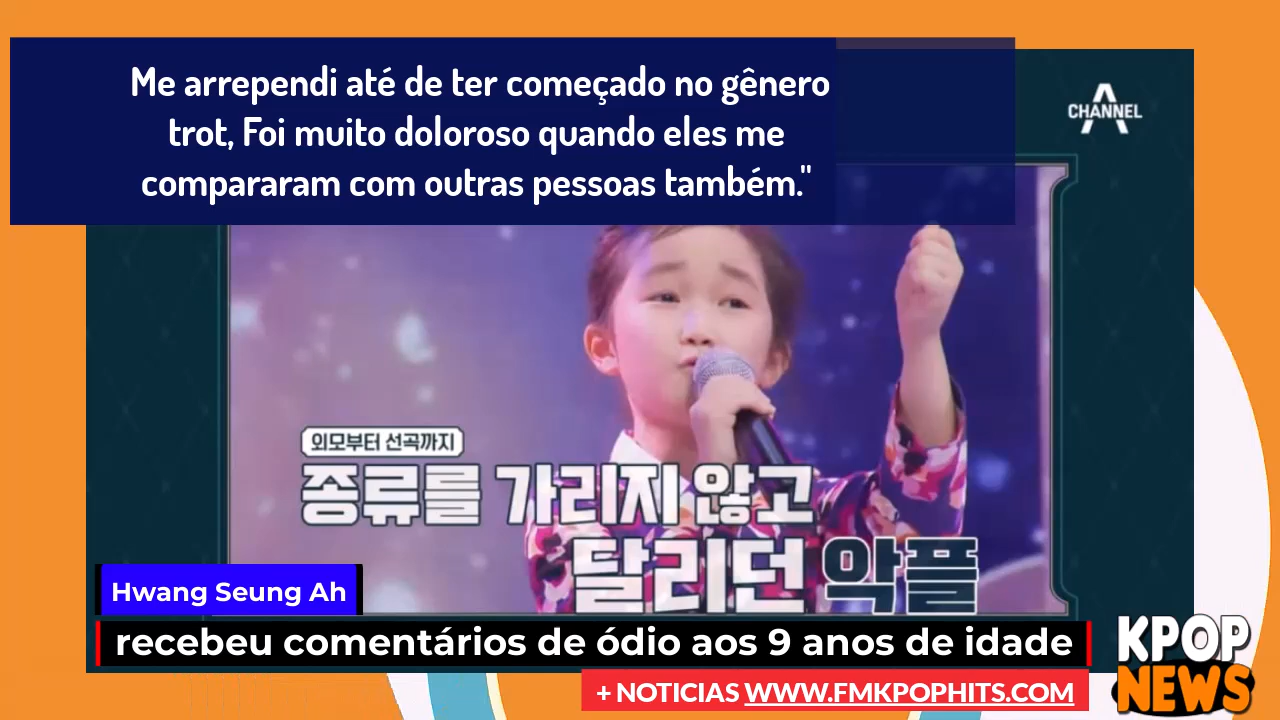 Me arrependi até de ter começado no gênero
trot, Foi muito doloroso quando eles me
compararam com outras pessoas também."
CHANNEL A
외모부터 선곡까지
종류를 가리지 않고
달리던 악플
Hwang Seung Ah
recebeu comentários de ódio aos 9 anos de idade
+ NOTICIAS WWW.FMKPOPHITS.COM
KPOP
NEWS